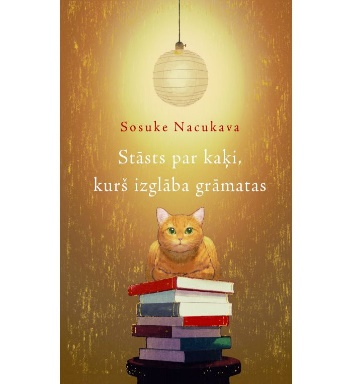 Sosuke Nacukava
Stāsts par kaķi,
kurš izglāba grāmatas